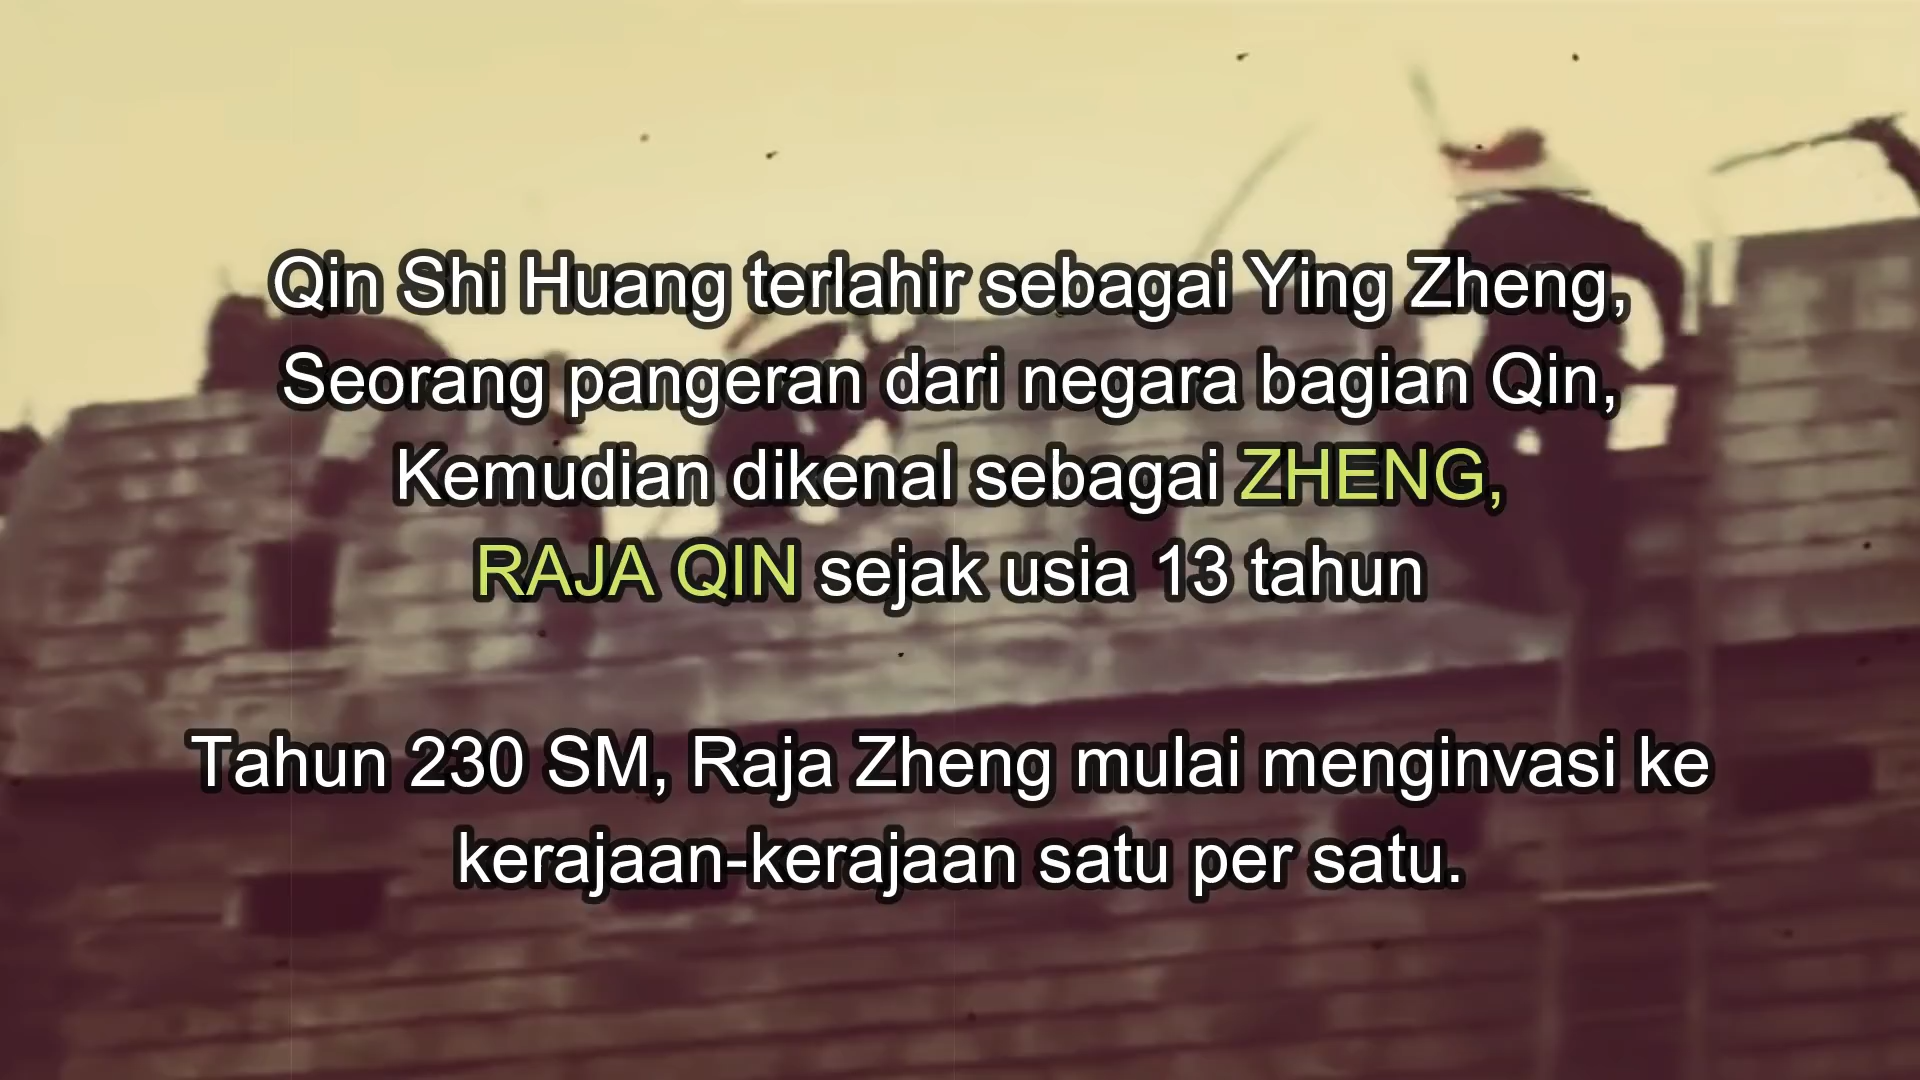 Qin Shi Huang terlahir sebagai Ying Zheng,
Seorang pangeran dari negara bagian Qin,
Kemudian dikenal sebagai ZHENG,
RAJA QIN sejak usia 13 tahun
Tahun 230 SM, Raja Zheng mulai menginvasi ke
kerajaan-kerajaan satu per satu.